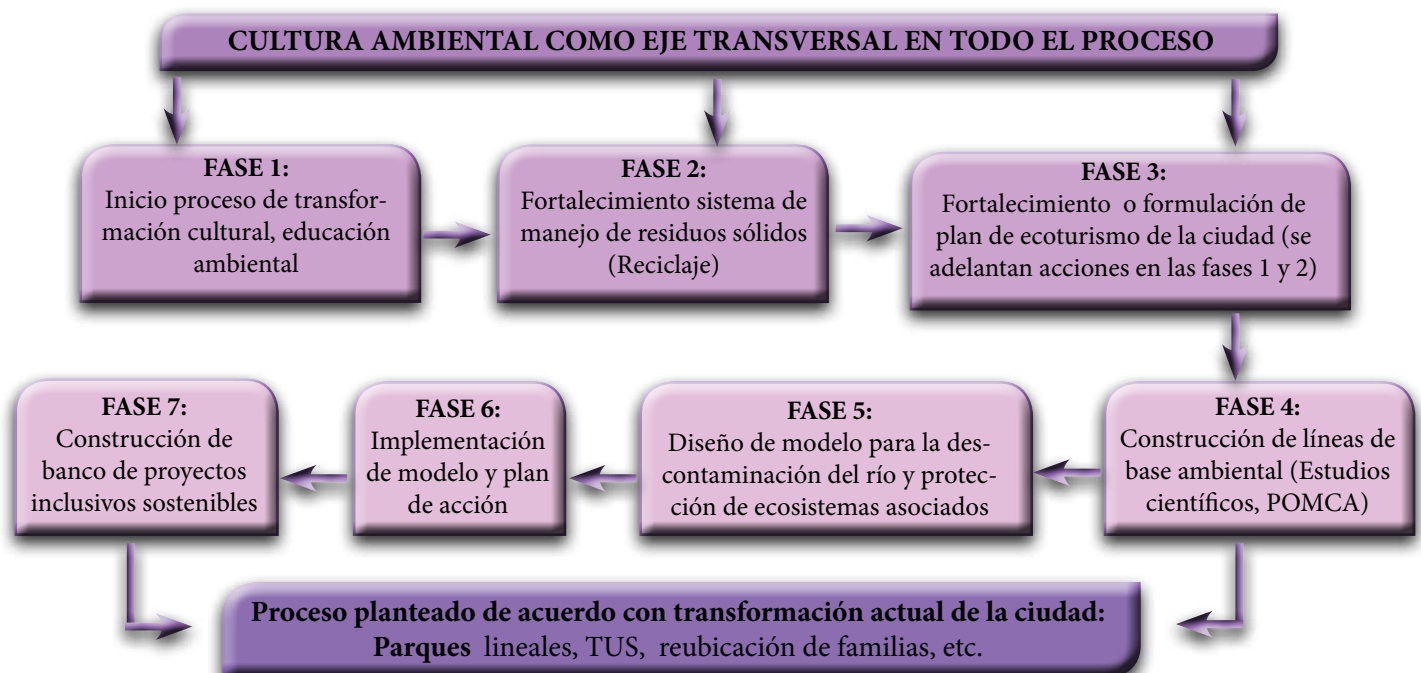 CULTURA AMBIENTAL COMO EJE TRANSVERSAL EN TODO EL PROCESO
FASE 1:
Inicio proceso de transfor-
mación cultural, educación
ambiental
FASE 2:
Fortalecimiento sistema de
manejo de residuos sólidos
(Reciclaje)
FASE 3:
Fortalecimiento o formulación de
plan de ecoturismo de la ciudad (se
adelantan acciones en las fases 1 y 2)
FASE 4:
Construcción de líneas de
base ambiental (Estudios
científicos, POMCA)
FASE 5:
Diseño de modelo para la des-
contaminación del río y protec-
ción de ecosistemas asociados
FASE 6:
Implementación
de modelo y plan
de acción
FASE 7:
Construcción de
banco de proyectos
inclusivos sostenibles
Proceso planteado de acuerdo con transformación actual de la ciudad:
Parques lineales, TUS, reubicación de familias, etc.